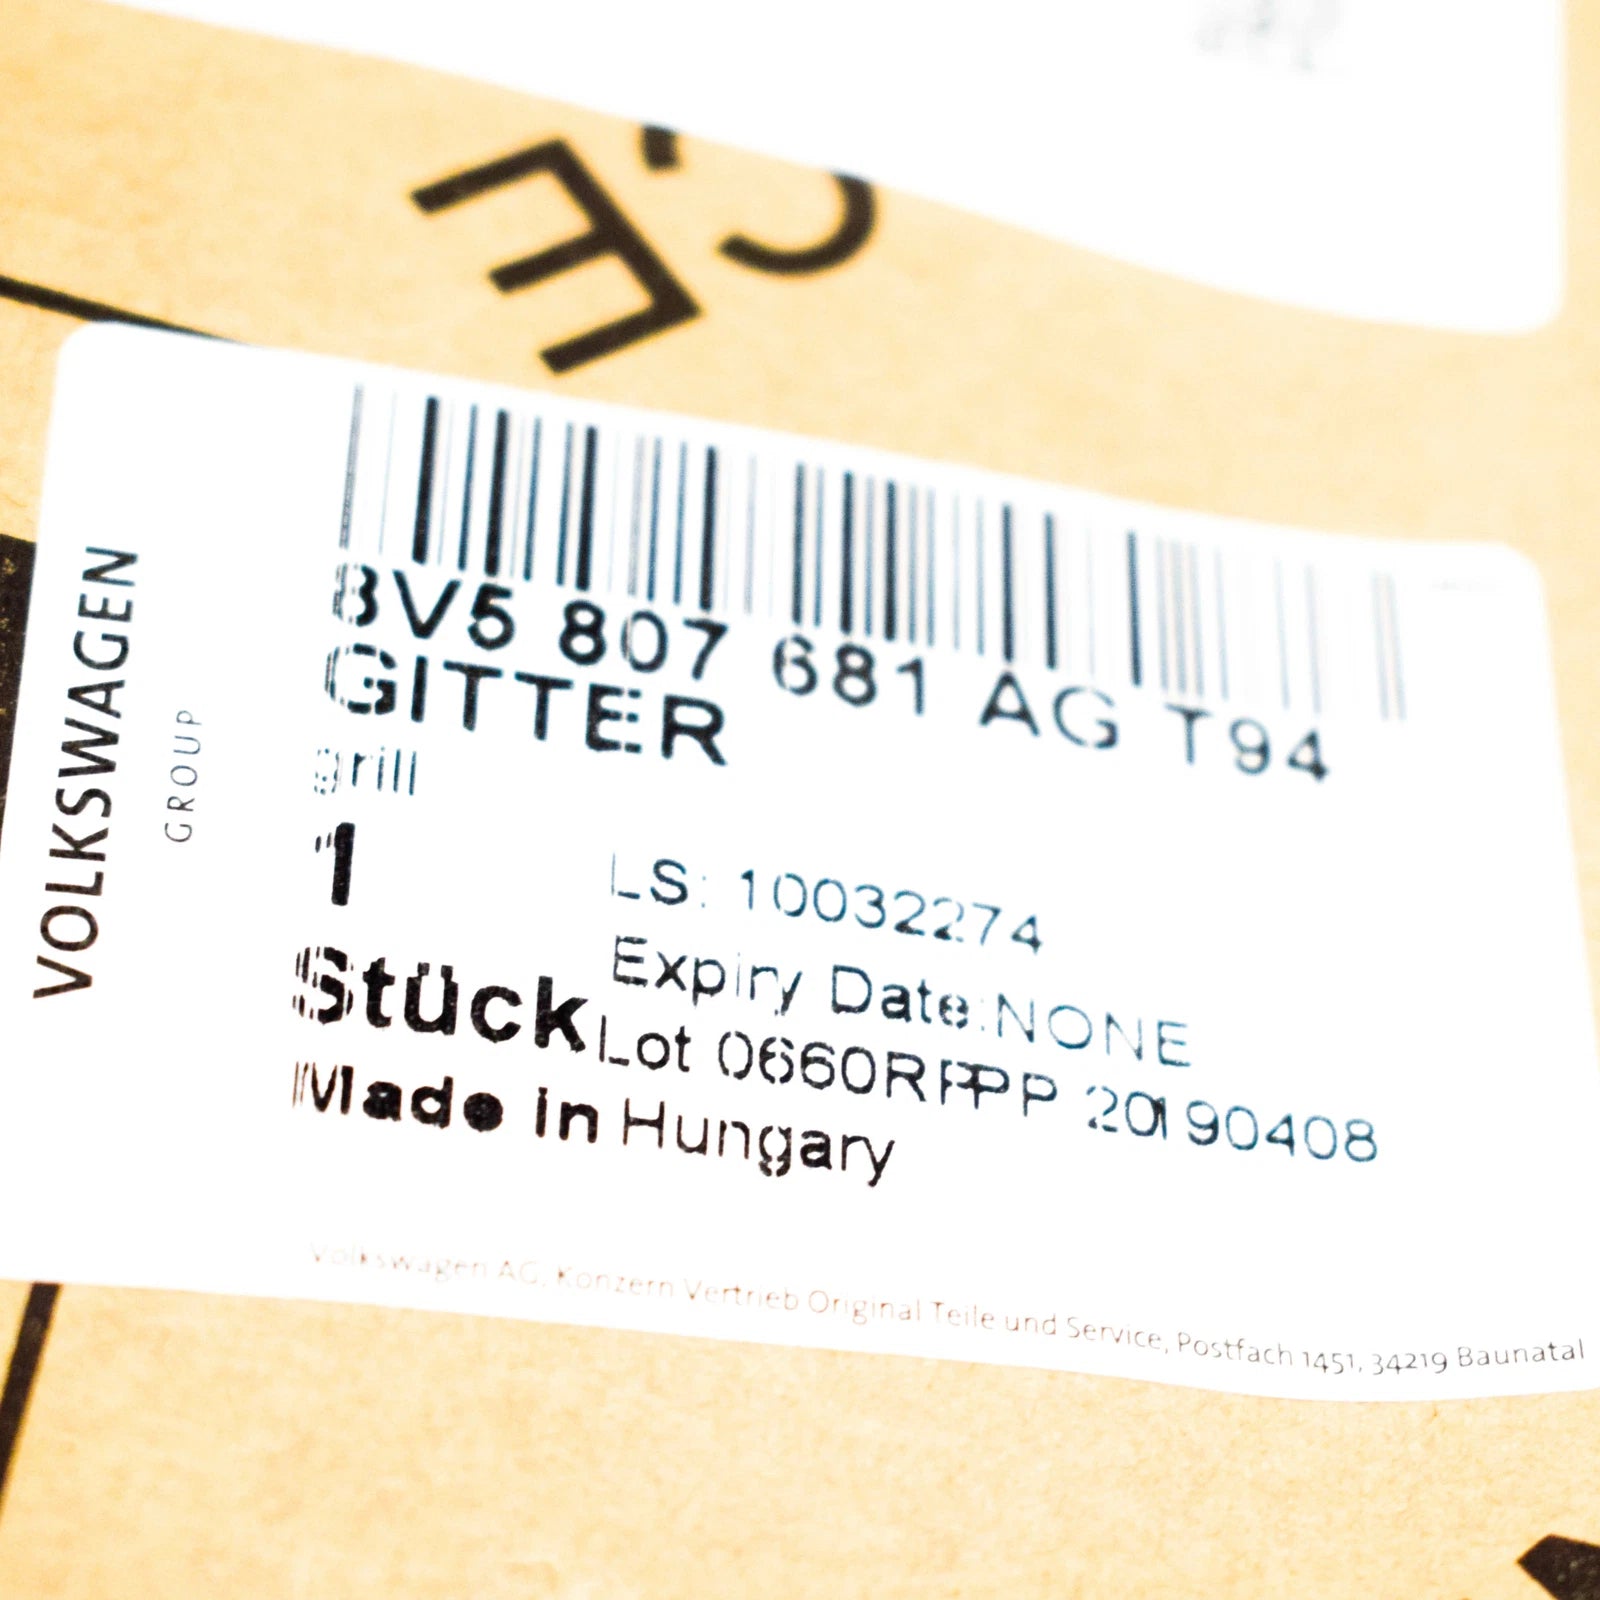 VOLKSWAGEN
GROUP
8V5 807 681 AG T94
GITTER
grill
1
Stück
LS: 10032274
Expiry Date:NONE
Lot 0660RPPP 20190408
Made in Hungary
Volkswagen AG, Konzern Vertrieb Original Teile und Service, Postfach 1451, 34219 Baunatal